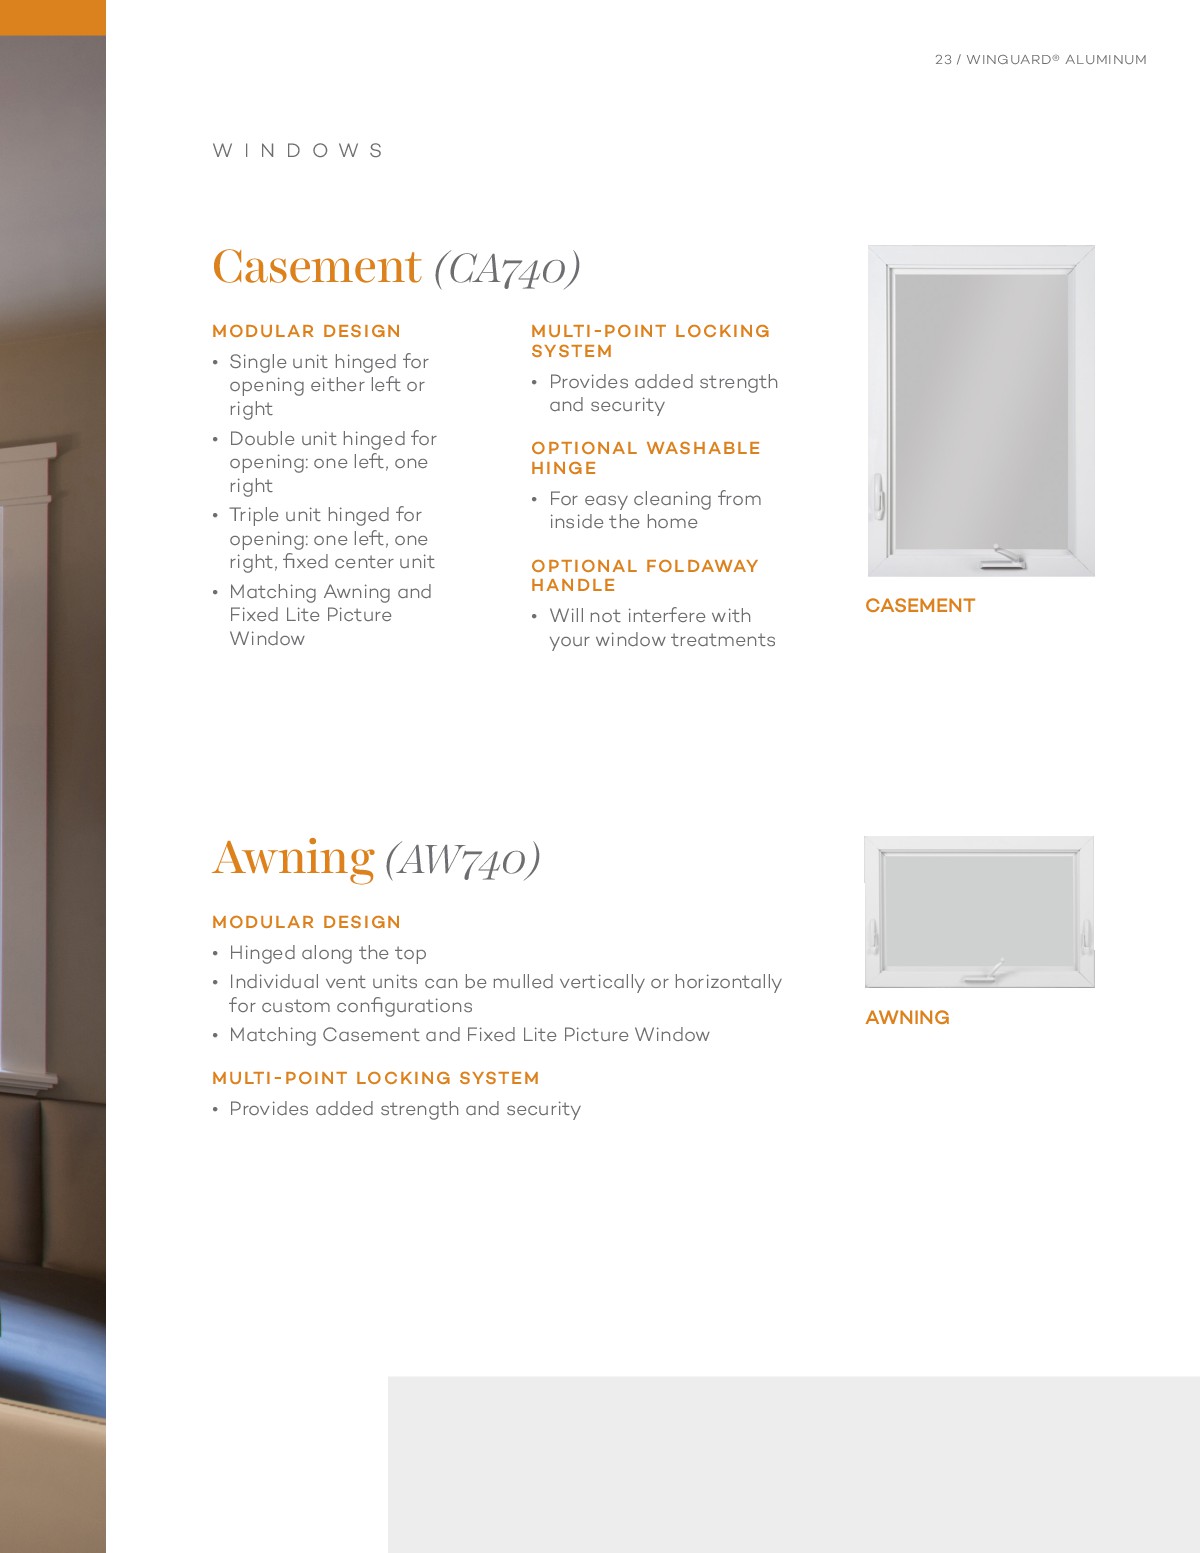 23 / WINGUARD® ALUMINUM
WINDOWS
Casement (CA740)
MODULAR DESIGN
• Single unit hinged for
opening either left or
right
• Double unit hinged for
opening: one left, one
right
• Triple unit hinged for
opening: one left, one
right, fixed center unit
• Matching Awning and
Fixed Lite Picture
Window
MULTI-POINT LOCKING
SYSTEM
• Provides added strength
and security
OPTIONAL WASHABLE
HINGE
• For easy cleaning from
inside the home
OPTIONAL FOLDAWAY
HANDLE
• Will not interfere with
your window treatments
CASEMENT
Awning (AW740)
MODULAR DESIGN
• Hinged along the top
• Individual vent units can be mulled vertically or horizontally
for custom configurations
• Matching Casement and Fixed Lite Picture Window
MULTI-POINT LOCKING SYSTEM
• Provides added strength and security
AWNING